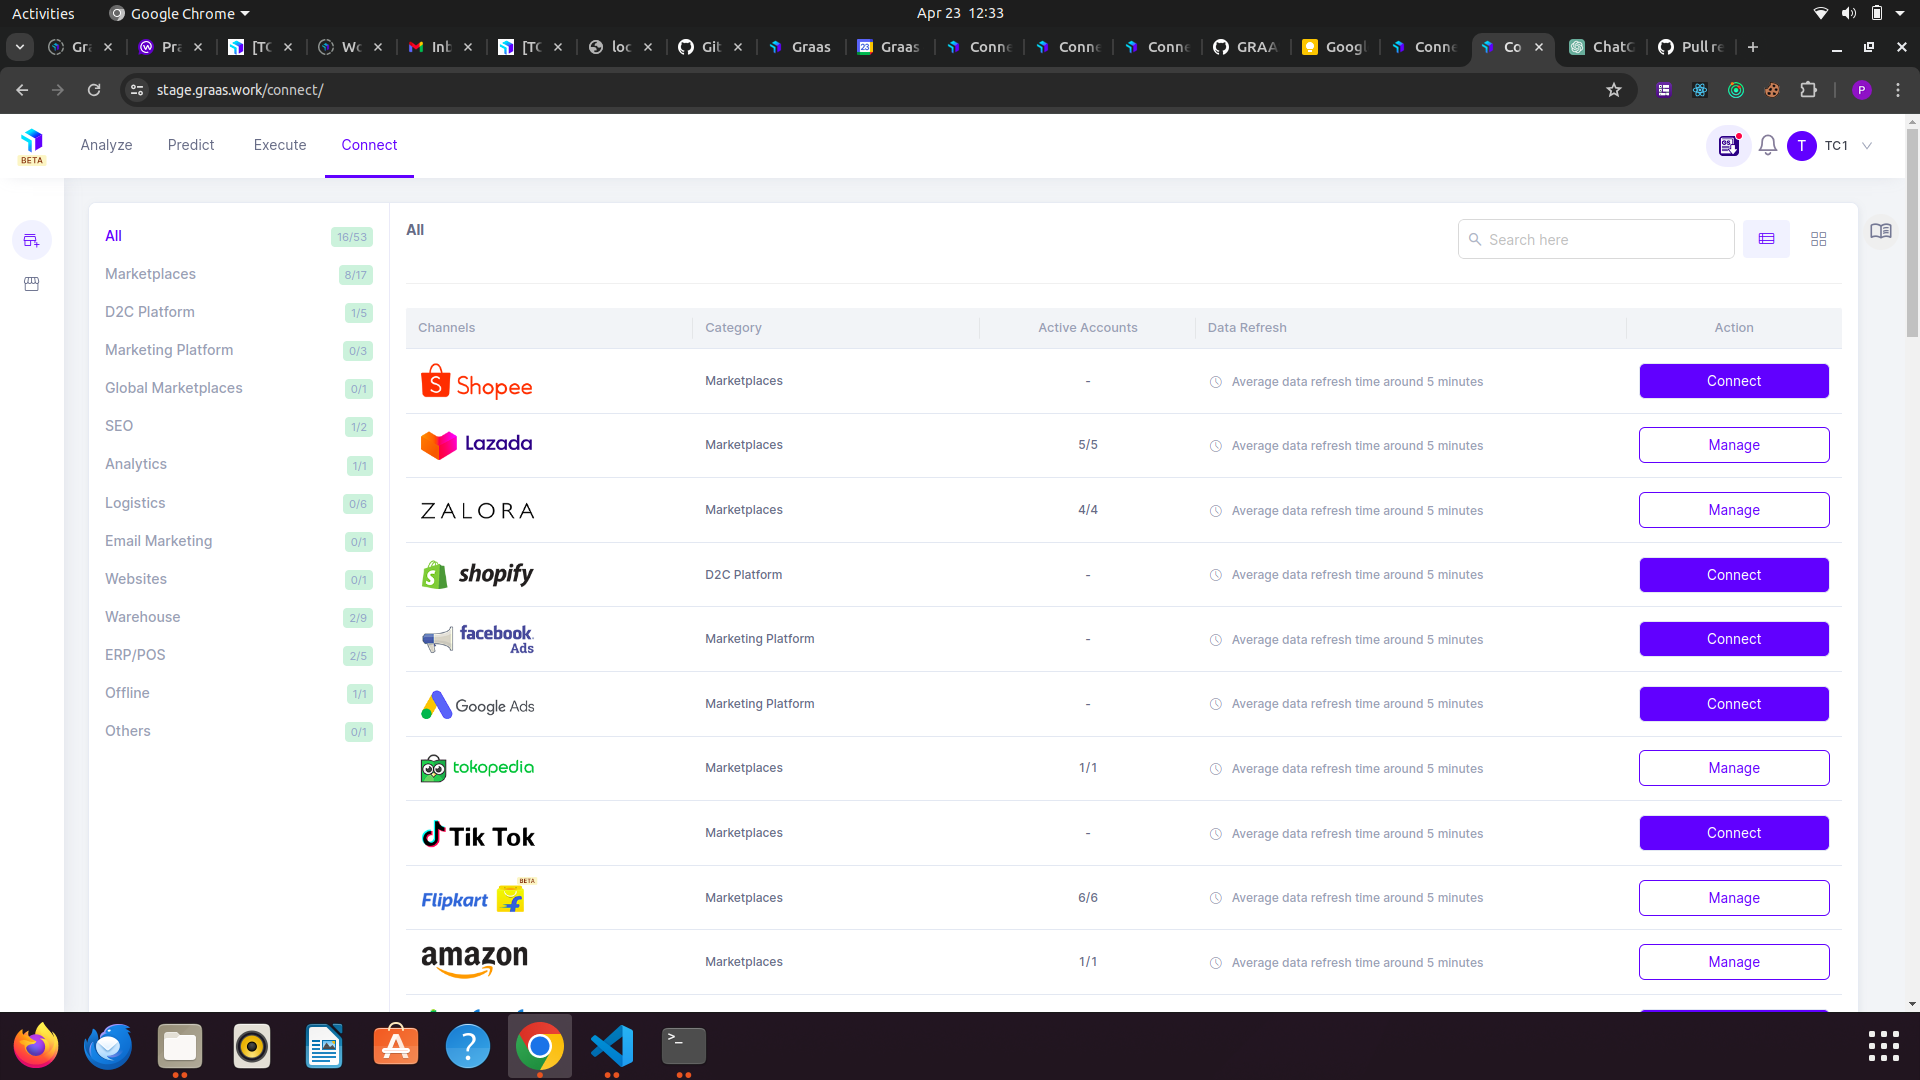 Activities Google Chrome Apr 23 12:33
Gra Pra [TC Wo Inb [TC loc Git Graas Graas Conne Conne Conne GRAA Googl Conne Co ChatG Pull re
stage.graas.work/connect/ P
BETA Analyze Predict Execute Connect T TC1
All 16/53
Marketplaces 8/17
D2C Platform 1/5
Marketing Platform 0/3
Global Marketplaces 0/1
SEO 1/2
Analytics 1/1
Logistics 0/6
Email Marketing 0/1
Websites 0/1
Warehouse 2/9
ERP/POS 2/5
Offline 1/1
Others 0/1
All Search here
Channels Category Active Accounts Data Refresh Action
Shopee Marketplaces - Average data refresh time around 5 minutes Connect
Lazada Marketplaces 5/5 Average data refresh time around 5 minutes Manage
ZALORA Marketplaces 4/4 Average data refresh time around 5 minutes Manage
shopify D2C Platform - Average data refresh time around 5 minutes Connect
facebook Ads Marketing Platform - Average data refresh time around 5 minutes Connect
Google Ads Marketing Platform - Average data refresh time around 5 minutes Connect
tokopedia Marketplaces 1/1 Average data refresh time around 5 minutes Manage
Tik Tok Marketplaces - Average data refresh time around 5 minutes Connect
Flipkart BETA Marketplaces 6/6 Average data refresh time around 5 minutes Manage
amazon Marketplaces 1/1 Average data refresh time around 5 minutes Manage